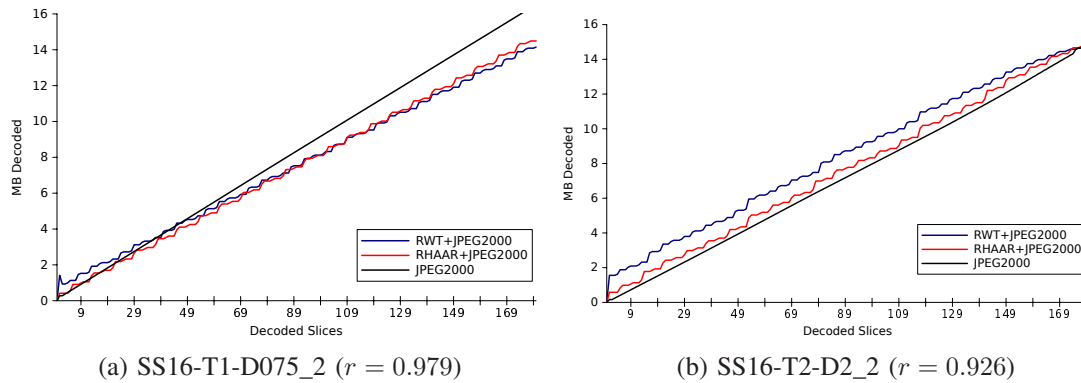 16
14
12
10
8
6
4
2
0
MB Decoded
9 29 49 69 89 109 129 149 169
Decoded Slices
RWT+JPEG2000
RHAAR+JPEG2000
JPEG2000
(a) SS16-T1-D075_2 (r = 0.979)
16
14
12
10
8
6
4
2
0
MB Decoded
9 29 49 69 89 109 129 149 169
Decoded Slices
RWT+JPEG2000
RHAAR+JPEG2000
JPEG2000
(b) SS16-T2-D2_2 (r = 0.926)